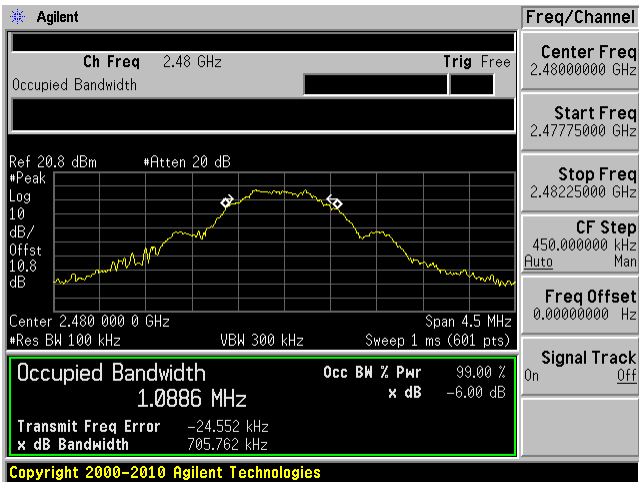 Agilent
Freq/Channel
Ch Freq 2.48 GHz Trig Free
Occupied Bandwidth
Center Freq
2.48000000 GHz
Start Freq
2.47775000 GHz
Stop Freq
2.48225000 GHz
CF Step
450.000000 kHz
Auto Man
Freq Offset
0.00000000 Hz
Signal Track
On Off
Ref 20.8 dBm #Atten 20 dB
#Peak
Log
10
dB/
Offst
10.8
dB
Center 2.480 000 0 GHz Span 4.5 MHz
#Res BW 100 kHz VBW 300 kHz Sweep 1 ms (601 pts)
Occupied Bandwidth Occ BW % Pwr 99.00 %
1.0886 MHz x dB -6.00 dB
Transmit Freq Error -24.552 kHz
x dB Bandwidth 705.762 kHz
Copyright 2000-2010 Agilent Technologies